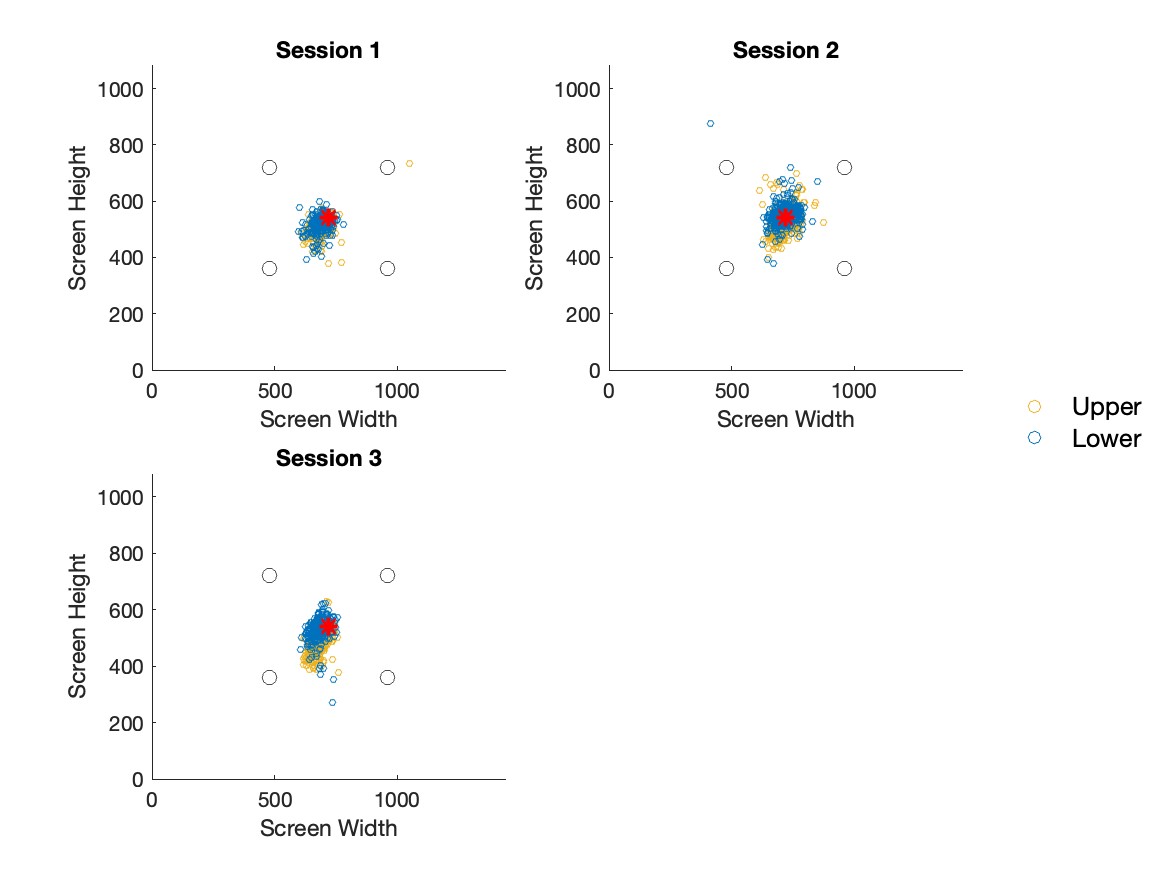 Session 1
1000
800
600
400
200
0
Screen Height
0 500 1000
Screen Width
Session 2
1000
800
600
400
200
0
Screen Height
0 500 1000
Screen Width
Upper
Lower
Session 3
1000
800
600
400
200
0
Screen Height
0 500 1000
Screen Width